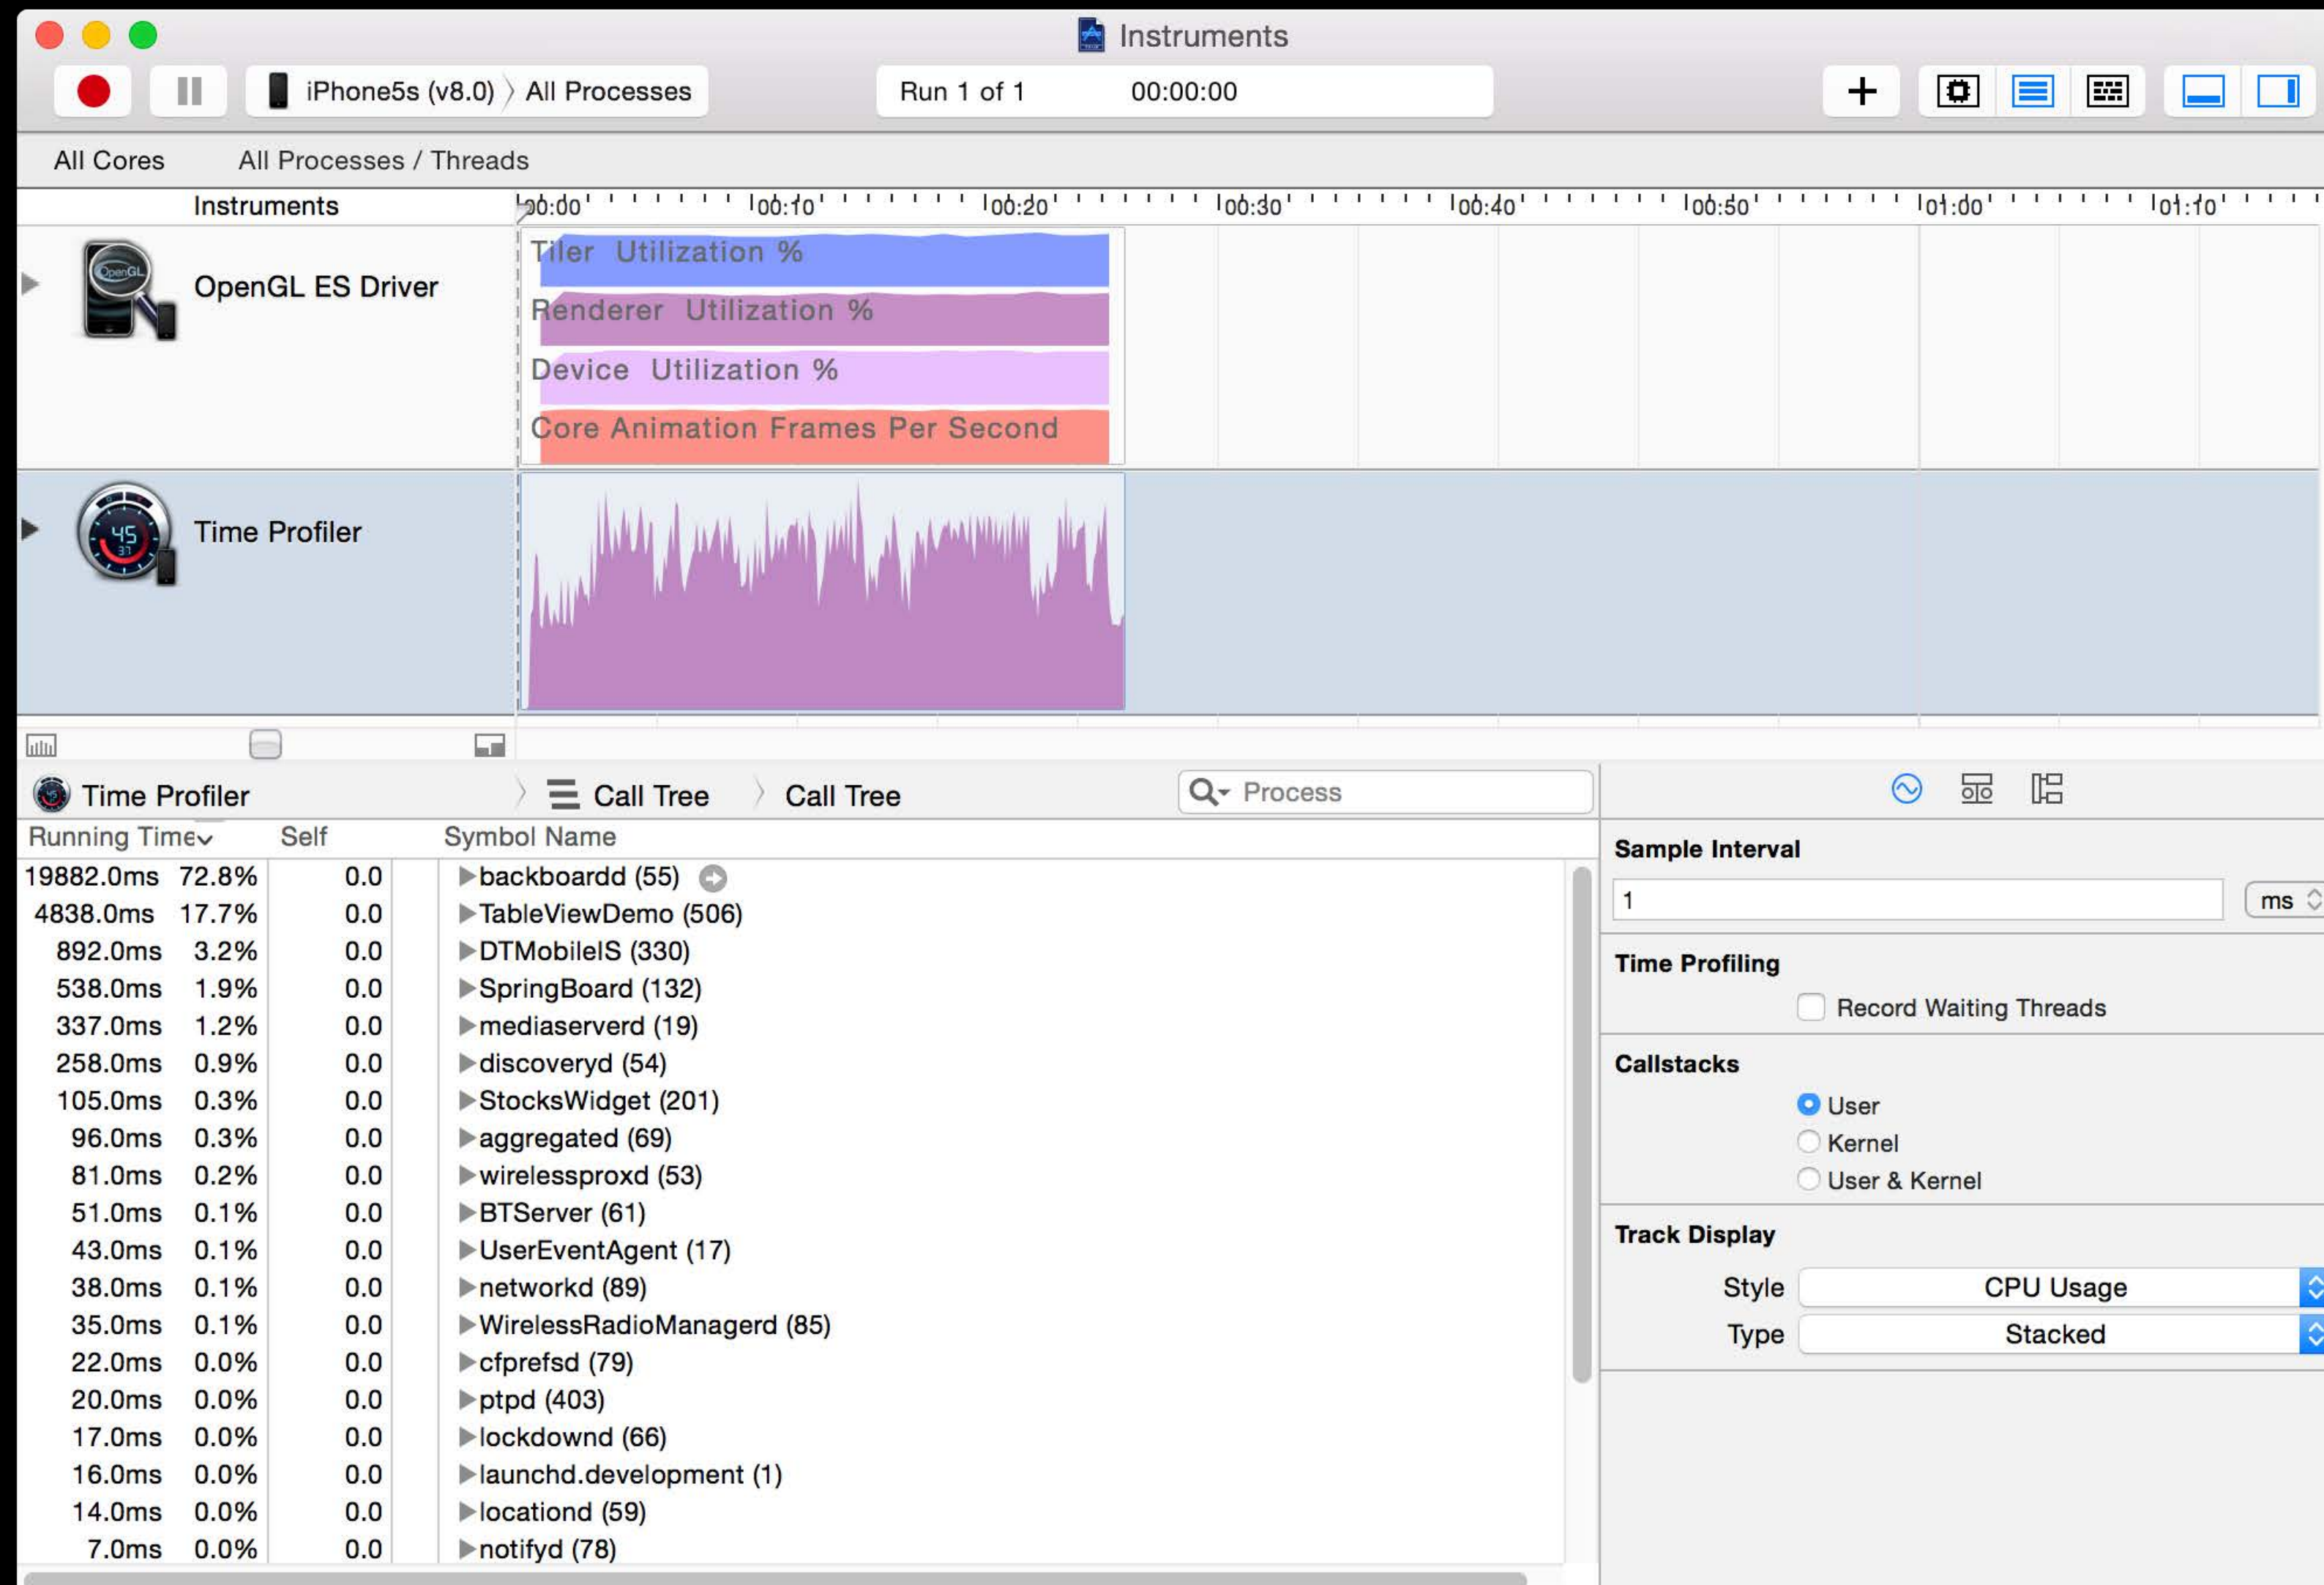 Instruments
iPhone5s (v8.0) All Processes
Run 1 of 1 00:00:00
All Cores All Processes / Threads
Instruments 00:00 00:10 00:20 00:30 00:40 00:50 01:00 01:10
OpenGL
OpenGL ES Driver
Tiler Utilization %
Renderer Utilization %
Device Utilization %
Core Animation Frames Per Second
45
37
Time Profiler
Time Profiler Call Tree Call Tree Process
Running Time Self Symbol Name
19882.0ms 72.8% 0.0 backboardd (55)
4838.0ms 17.7% 0.0 TableViewDemo (506)
892.0ms 3.2% 0.0 DTMobileIS (330)
538.0ms 1.9% 0.0 SpringBoard (132)
337.0ms 1.2% 0.0 mediaserverd (19)
258.0ms 0.9% 0.0 discoveryd (54)
105.0ms 0.3% 0.0 StocksWidget (201)
96.0ms 0.3% 0.0 aggregated (69)
81.0ms 0.2% 0.0 wirelessproxd (53)
51.0ms 0.1% 0.0 BTServer (61)
43.0ms 0.1% 0.0 UserEventAgent (17)
38.0ms 0.1% 0.0 networkd (89)
35.0ms 0.1% 0.0 WirelessRadioManagerd (85)
22.0ms 0.0% 0.0 cfprefsd (79)
20.0ms 0.0% 0.0 ptpd (403)
17.0ms 0.0% 0.0 lockdownd (66)
16.0ms 0.0% 0.0 launchd.development (1)
14.0ms 0.0% 0.0 locationd (59)
7.0ms 0.0% 0.0 notifyd (78)
Sample Interval
1 ms
Time Profiling
Record Waiting Threads
Callstacks
User
Kernel
User & Kernel
Track Display
Style CPU Usage
Type Stacked